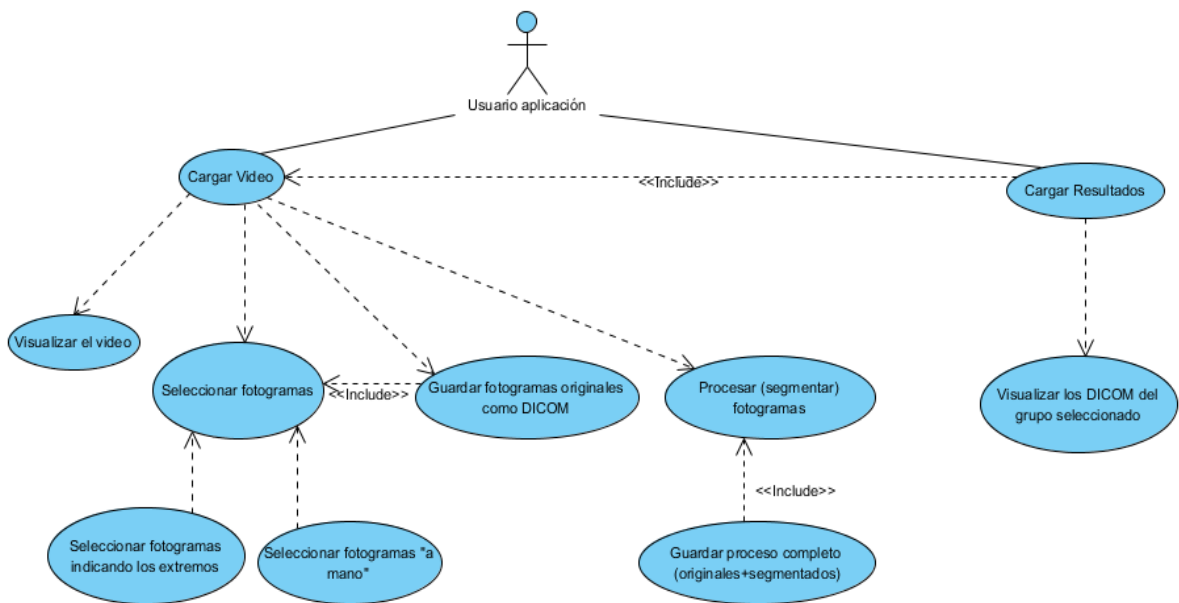 Usuario aplicación
Cargar Video
<<Include>>
Cargar Resultados
Visualizar el video
Seleccionar fotogramas
<<Include>>
Guardar fotogramas originales
como DICOM
Procesar (segmentar)
fotogramas
Visualizar los DICOM del
grupo seleccionado
<<Include>>
Seleccionar fotogramas
indicando los extremos
Seleccionar fotogramas "a
mano"
Guardar proceso completo
(originales+segmentados)